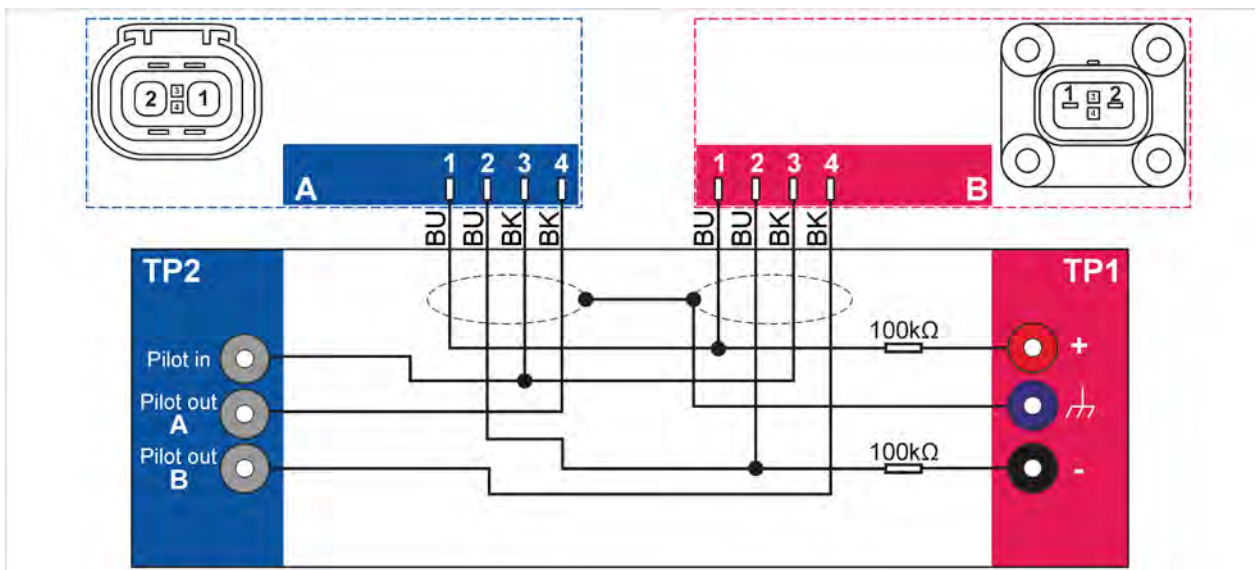 2 3 4 1
1 3 4 2
A 1 2 3 4
1 2 3 4 B
BU BU BK BK
BU BU BK BK
TP2
TP1
Pilot in
100kΩ
+
Pilot out
A
Pilot out
B
100kΩ
-